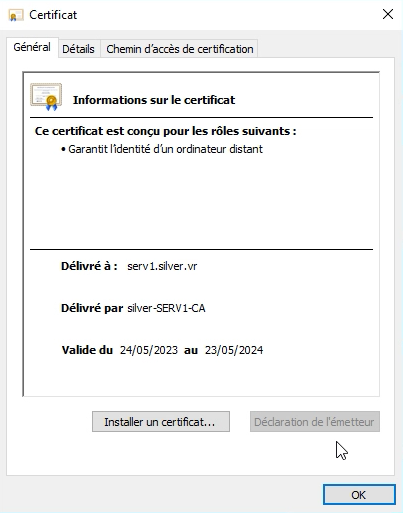 Certificat
Général Détails Chemin d'accès de certification
Informations sur le certificat
Ce certificat est conçu pour les rôles suivants :
• Garantit l'identité d'un ordinateur distant
Délivré à : serv1.silver.vr
Délivré par silver-SERV1-CA
Valide du 24/05/2023 au 23/05/2024
Installer un certificat... Déclaration de l'émetteur
OK